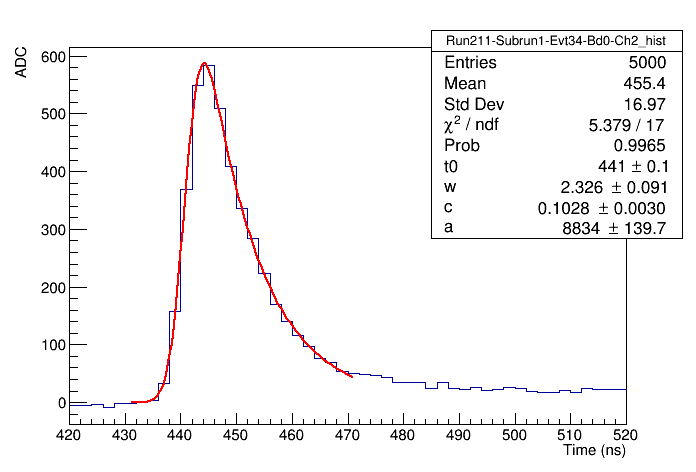 Run211-Subrun1-Evt34-Bd0-Ch2_hist
Entries 5000
Mean 455.4
Std Dev 16.97
χ² / ndf 5.379 / 17
Prob 0.9965
t0 441 ± 0.1
w 2.326 ± 0.091
c 0.1028 ± 0.0030
a 8834 ± 139.7
ADC
600
500
400
300
200
100
0
420 430 440 450 460 470 480 490 500 510 520
Time (ns)